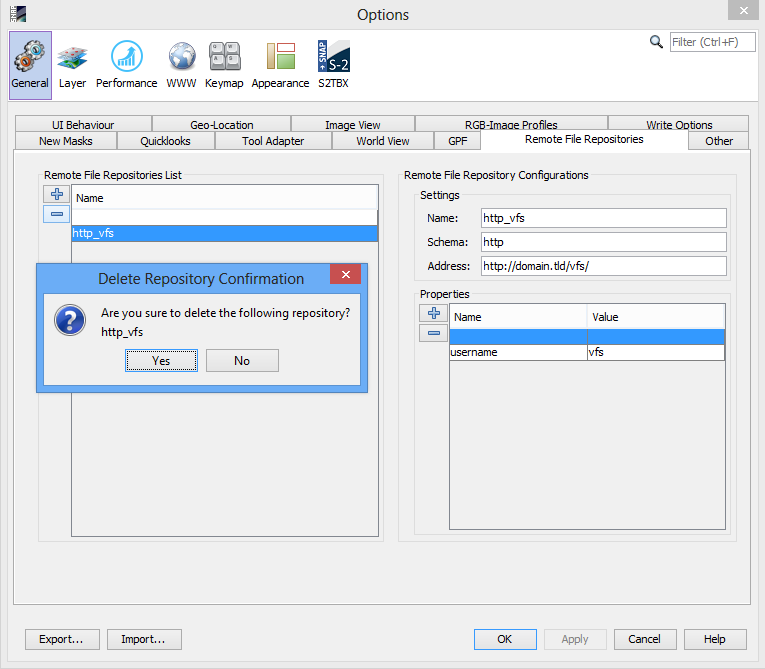 Options
Filter (Ctrl+F)
General
Layer
Performance
WWW
Keymap
Appearance
S2TBX
SNAP
S-2
UI Behaviour
Geo-Location
Image View
RGB-Image Profiles
Write Options
New Masks
Quicklooks
Tool Adapter
World View
GPF
Remote File Repositories
Other
Remote File Repositories List
Name
http_vfs
Delete Repository Confirmation
Are you sure to delete the following repository?
http_vfs
Yes
No
Remote File Repository Configurations
Settings
Name:
http_vfs
Schema:
http
Address:
http://domain.tld/vfs/
Properties
Name
Value
username
vfs
Export...
Import...
OK
Apply
Cancel
Help